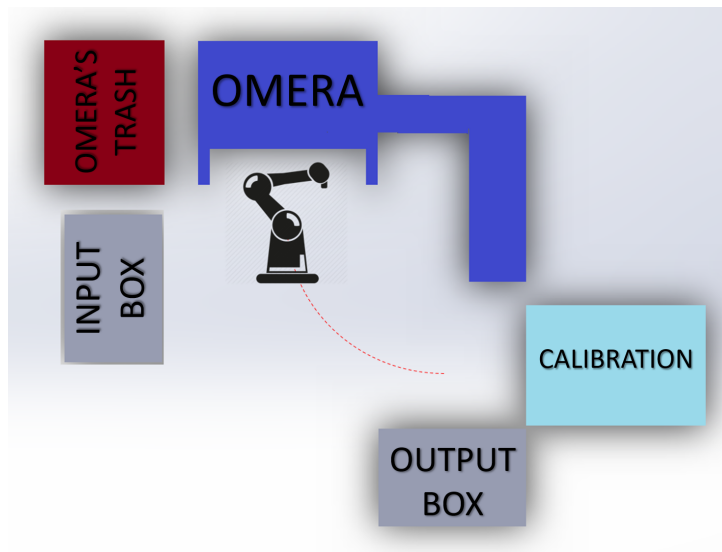 OMERA'S
TRASH
OMERA
INPUT
BOX
CALIBRATION
OUTPUT
BOX